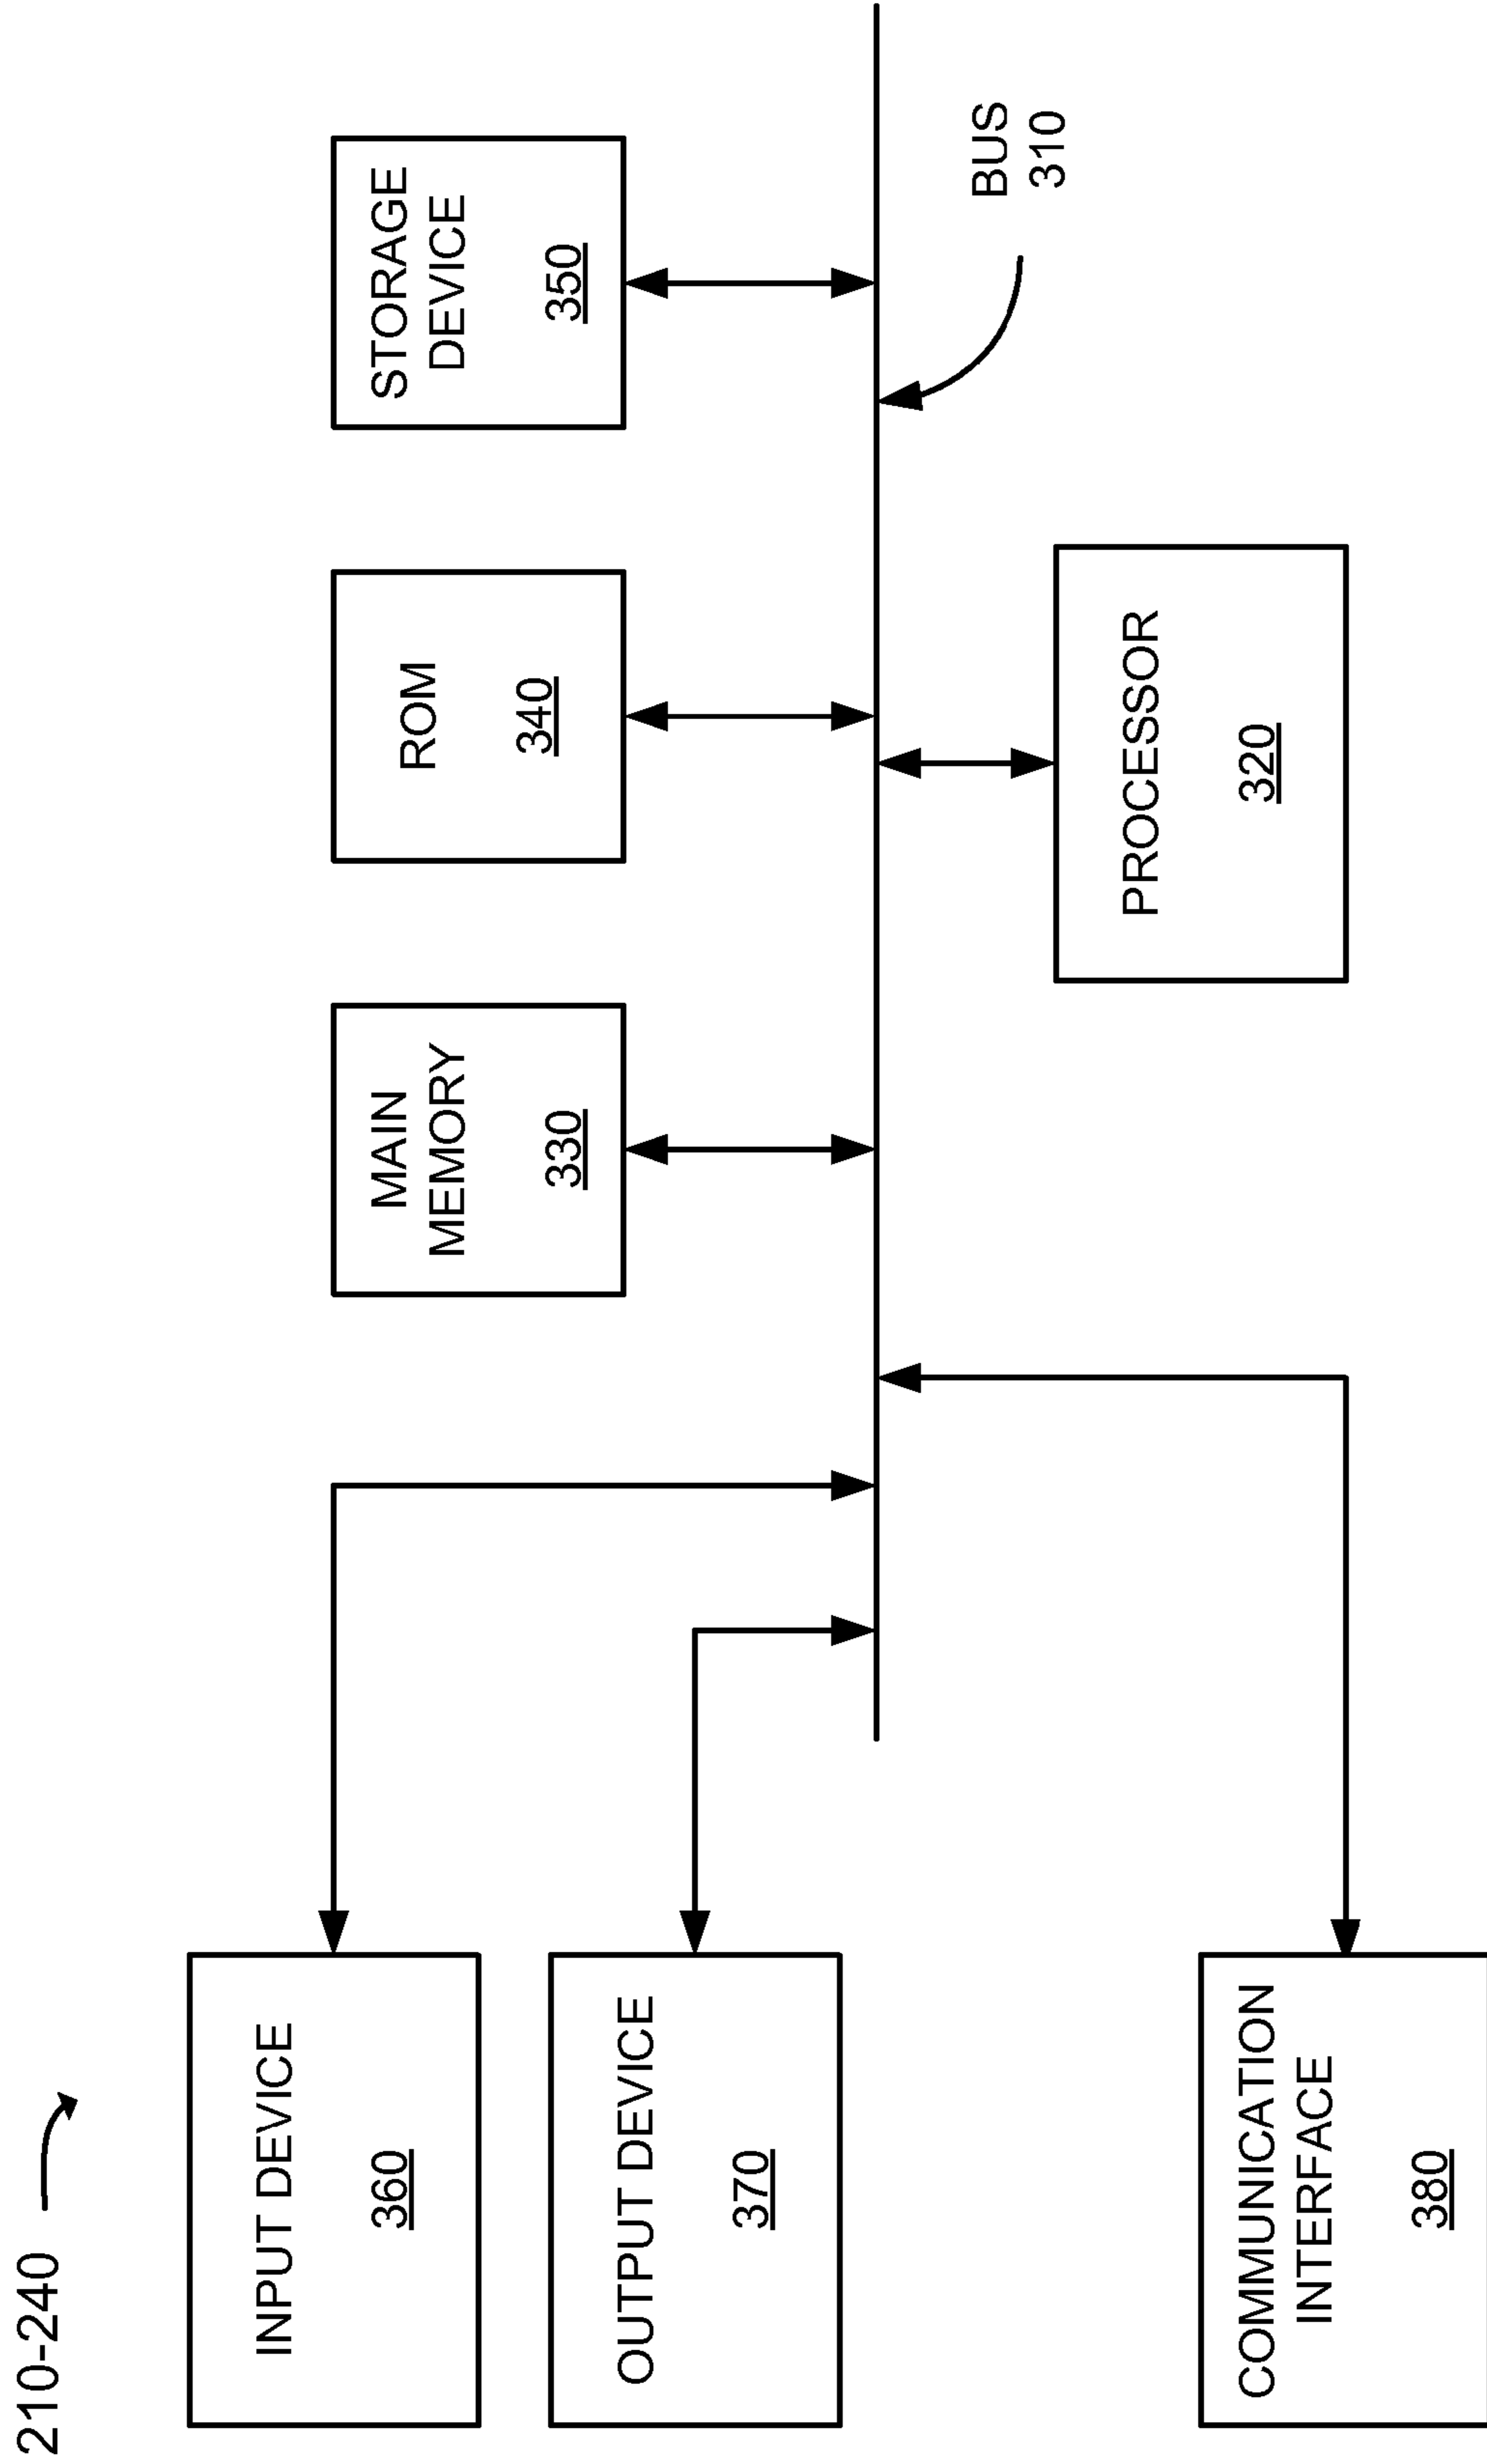 210-240
INPUT DEVICE
360
OUTPUT DEVICE
370
COMMUNICATION
INTERFACE
380
MAIN
MEMORY
330
ROM
340
STORAGE
DEVICE
350
PROCESSOR
320
BUS
310